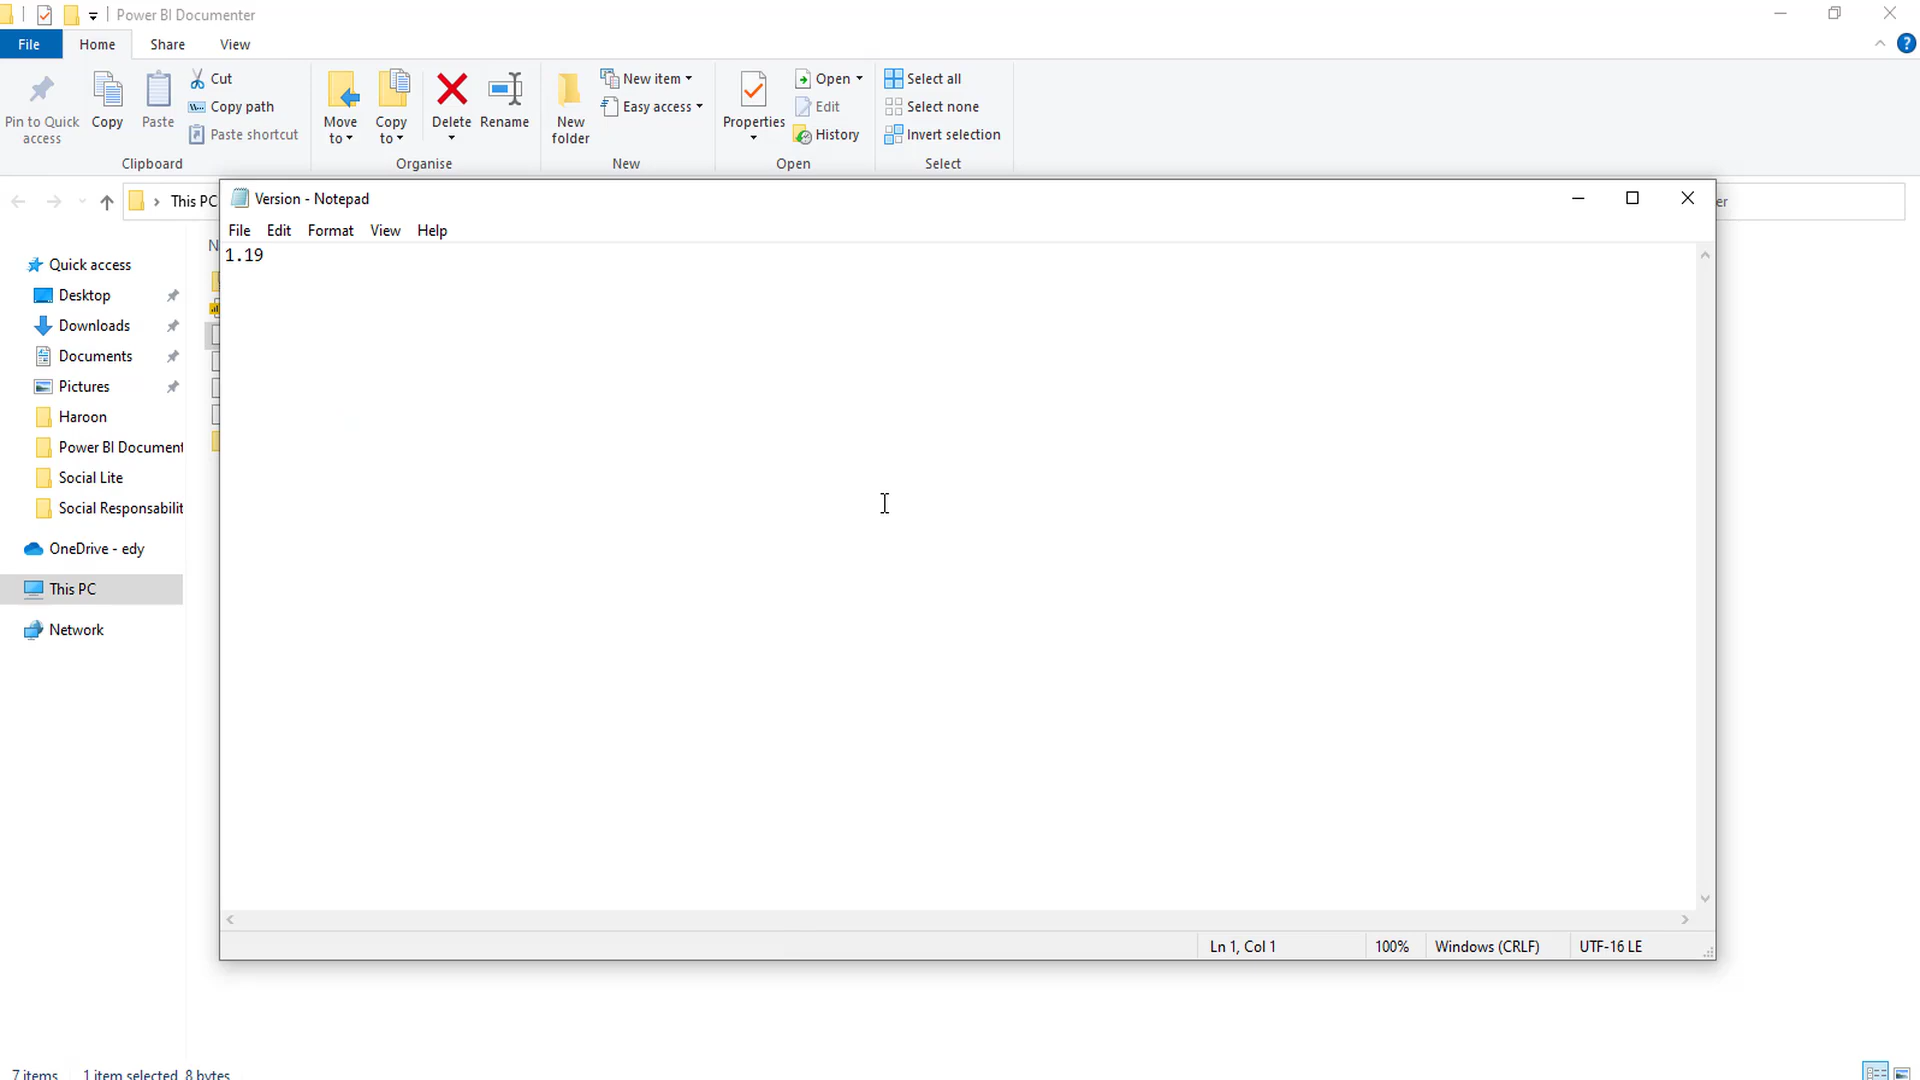 Power BI Documenter
File Home Share View
Pin to Quick access
Copy
Paste
Cut
Copy path
Paste shortcut
Clipboard
Move to
Copy to
Delete
Rename
Organise
New folder
New item
Easy access
New
Properties
Open
Edit
History
Open
Select all
Select none
Invert selection
Select
This PC
er
Version - Notepad
File Edit Format View Help
1.19
N
Quick access
Desktop
Downloads
Documents
Pictures
Haroon
Power BI Document
Social Lite
Social Responsabilit
OneDrive - edy
This PC
Network
Ln 1, Col 1 100% Windows (CRLF) UTF-16 LE
7 items 1 item selected 8 bytes